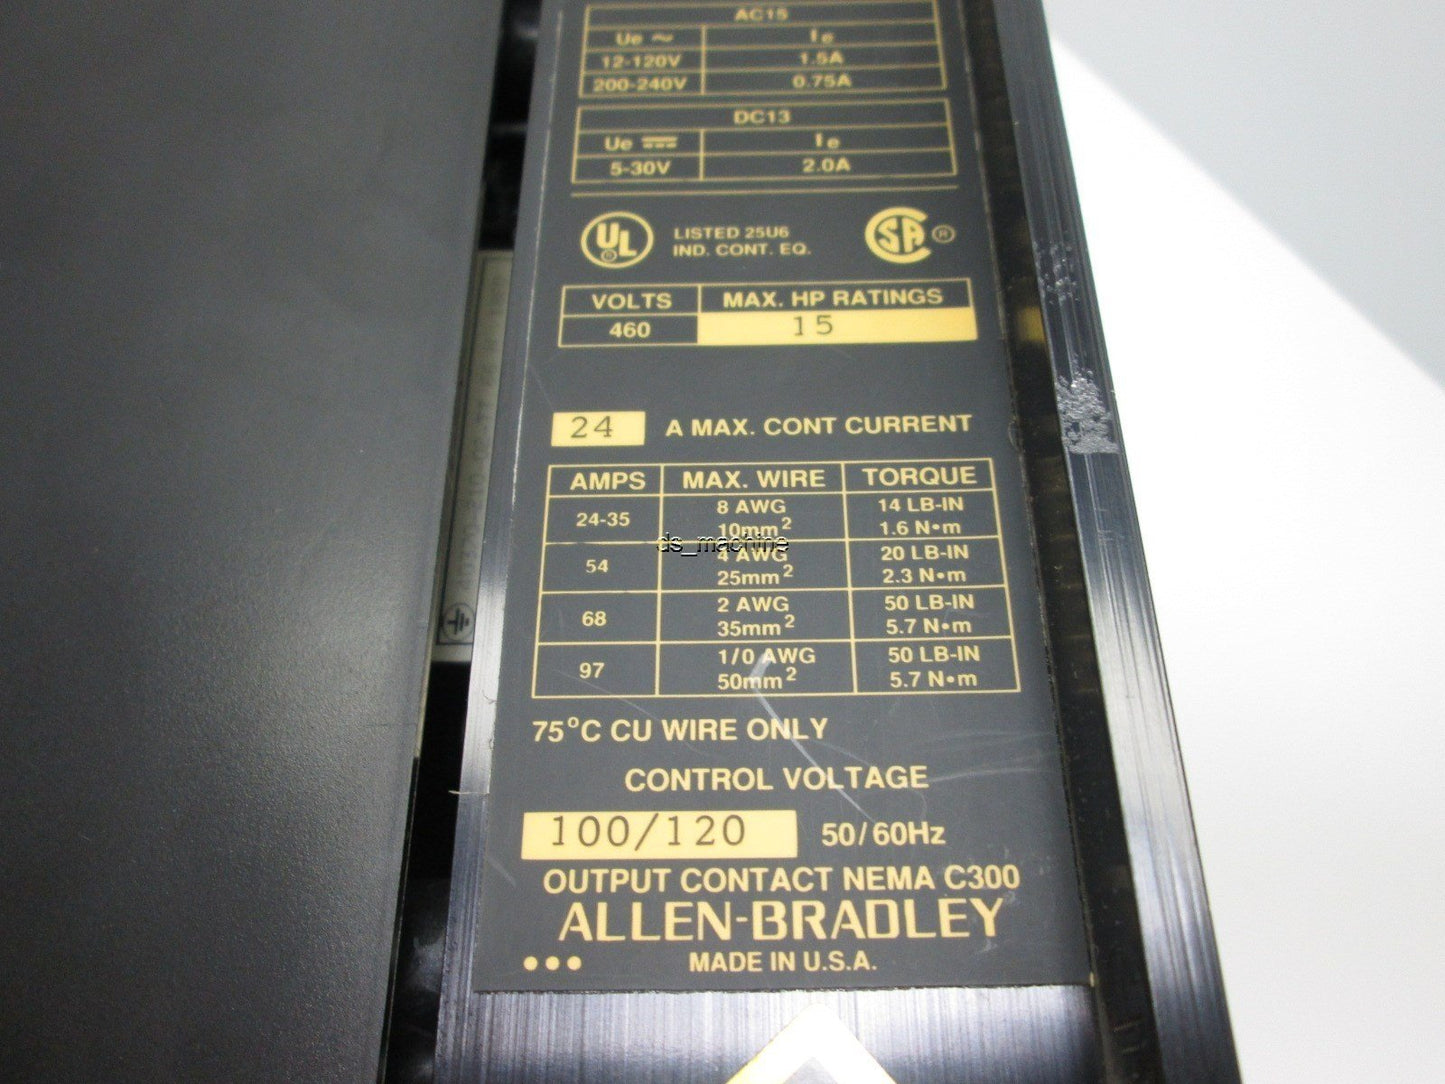 AC15
Ue ~ Ie
12-120V 1.5A
200-240V 0.75A
DC13
Ue Ie
5-30V 2.0A
UL ® LISTED 25U6
IND. CONT. EQ.
CSA ®
VOLTS MAX. HP RATINGS
460 15
24 A MAX. CONT CURRENT
AMPS MAX. WIRE TORQUE
24-35 8 AWG 14 LB-IN
10mm² 1.6 N•m
ds_machine
54 4 AWG 20 LB-IN
25mm² 2.3 N•m
68 2 AWG 50 LB-IN
35mm² 5.7 N•m
97 1/0 AWG 50 LB-IN
50mm² 5.7 N•m
75°C CU WIRE ONLY
CONTROL VOLTAGE
100/120 50/60Hz
OUTPUT CONTACT NEMA C300
ALLEN-BRADLEY
MADE IN U.S.A.